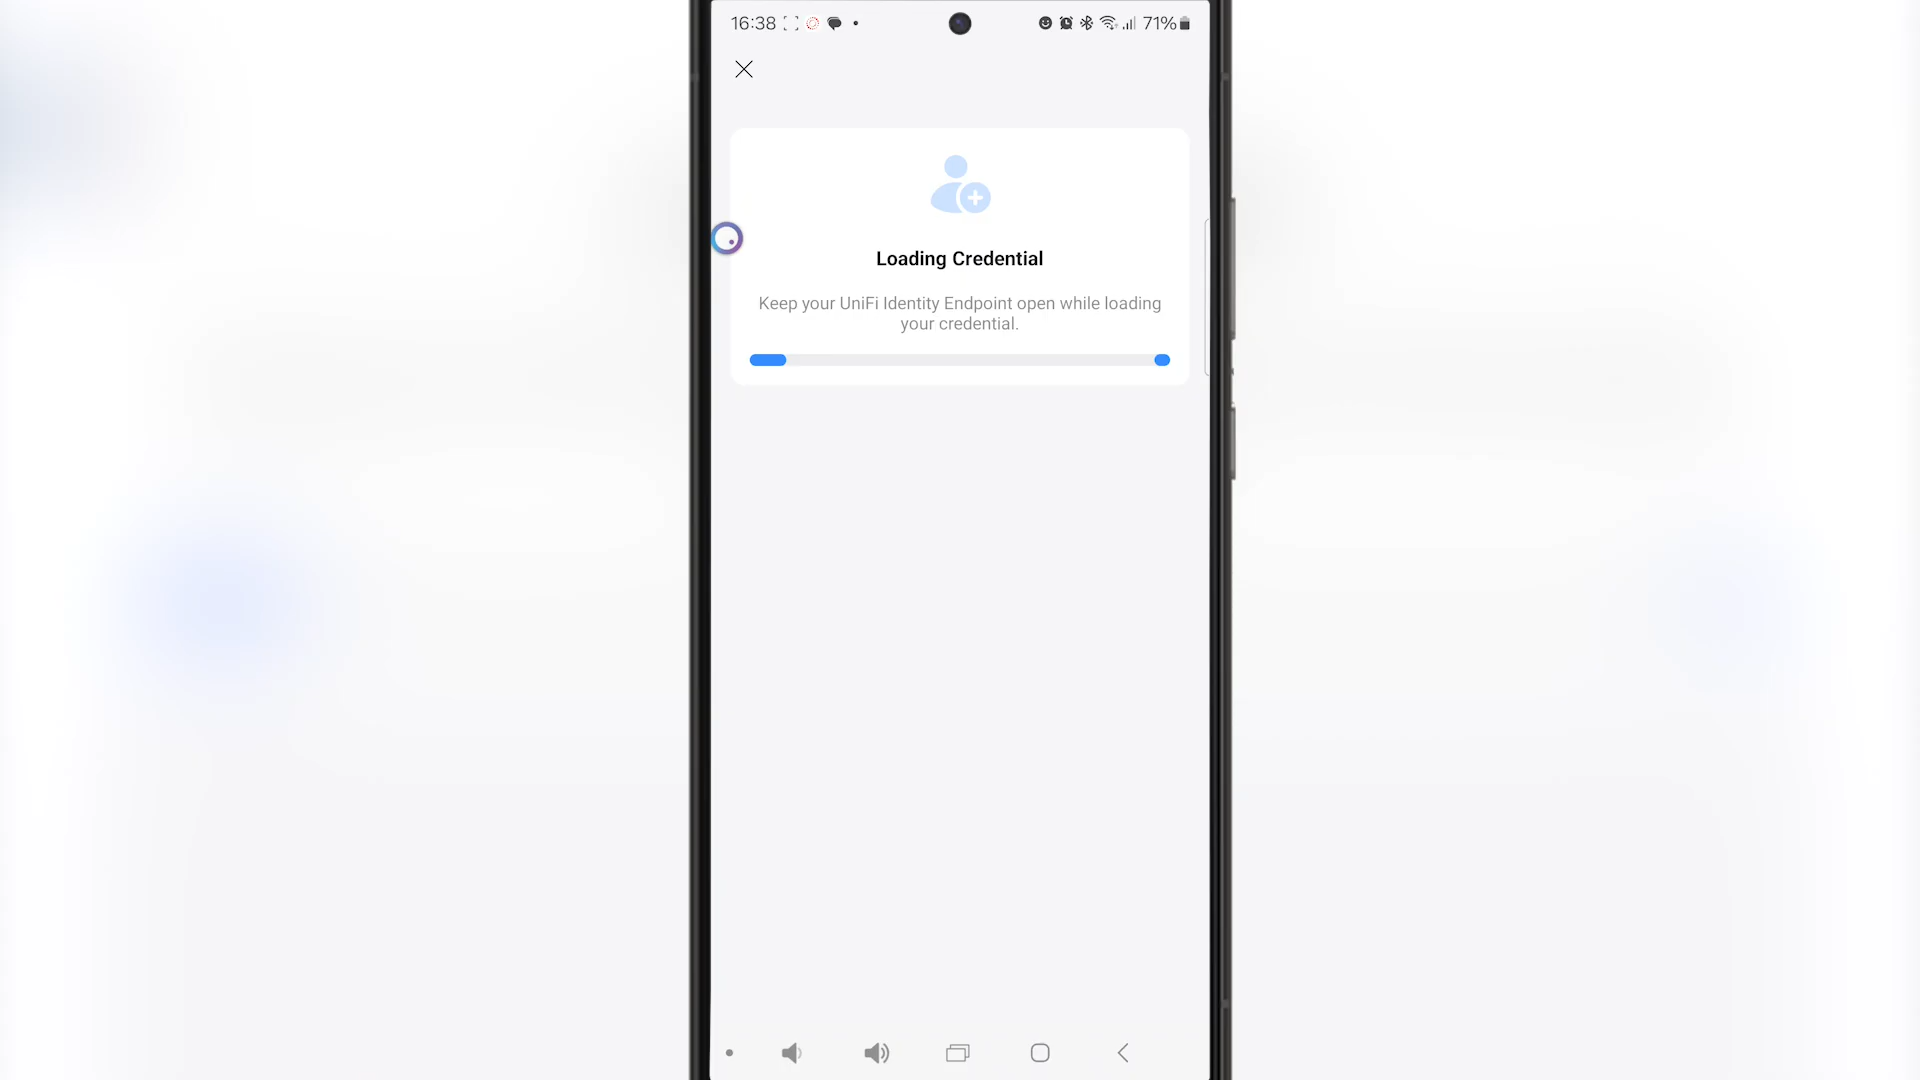 16:38
71%
Loading Credential
Keep your UniFi Identity Endpoint open while loading
your credential.